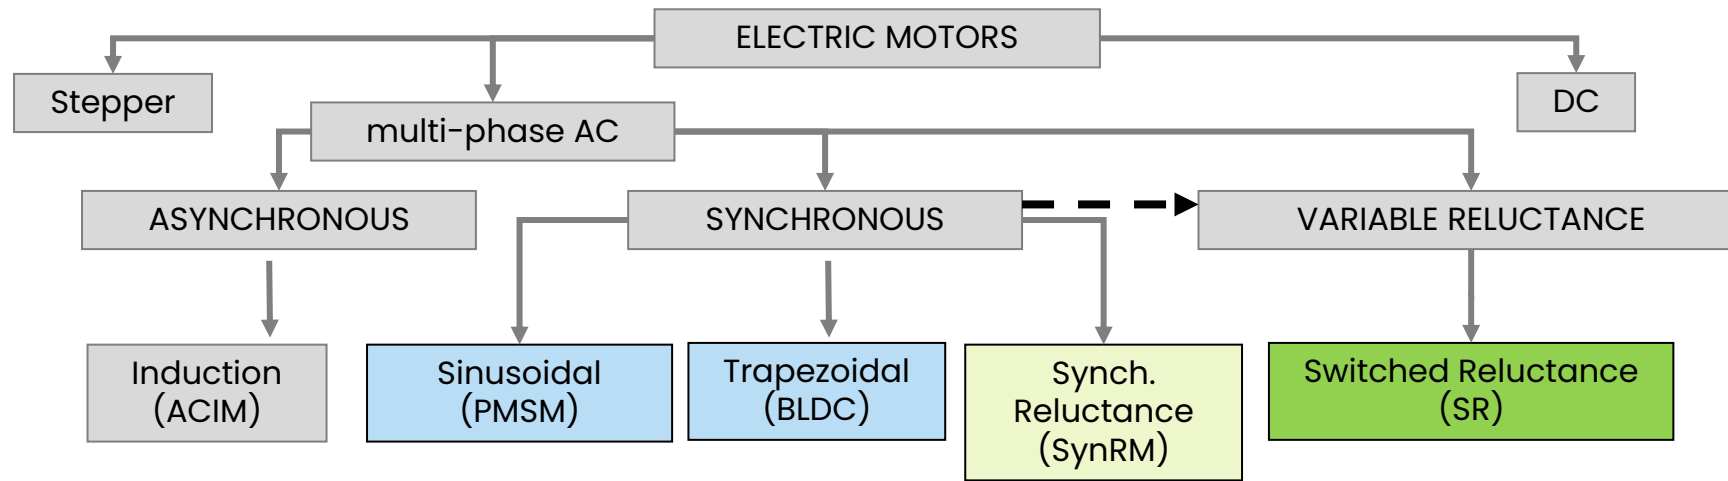 ELECTRIC MOTORS
Stepper
DC
multi-phase AC
ASYNCHRONOUS
SYNCHRONOUS
VARIABLE RELUCTANCE
Induction
(ACIM)
Sinusoidal
(PMSM)
Trapezoidal
(BLDC)
Synch.
Reluctance
(SynRM)
Switched Reluctance
(SR)